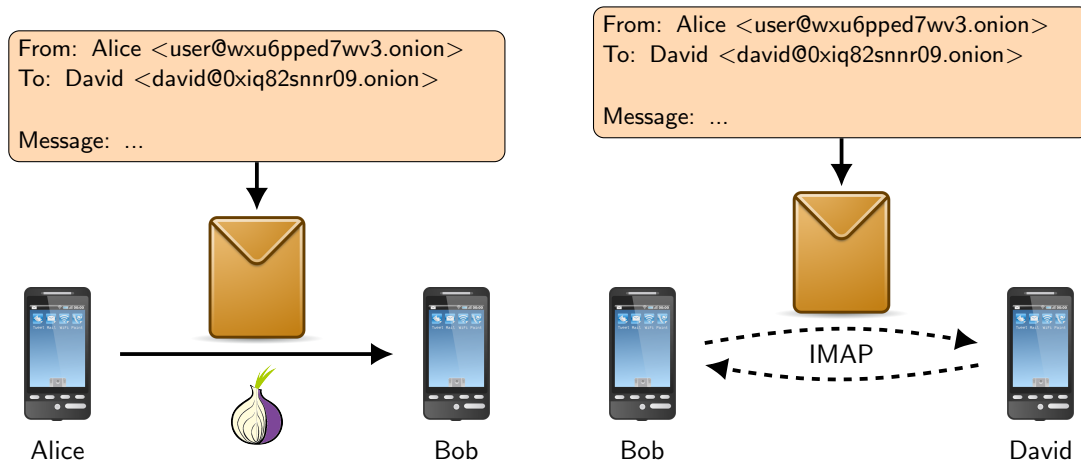 From: Alice <user@wxu6pped7wv3.onion>
To: David <david@0xiq82snnr09.onion>
Message: ...
Alice
Bob
From: Alice <user@wxu6pped7wv3.onion>
To: David <david@0xiq82snnr09.onion>
Message: ...
IMAP
Bob
David